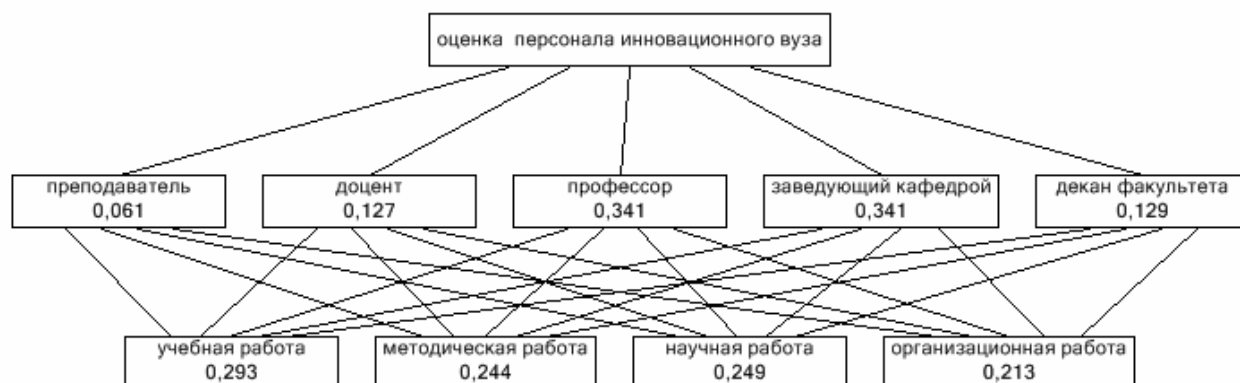 оценка персонала инновационного вуза
преподаватель
0,061
доцент
0,127
профессор
0,341
заведующий кафедрой
0,341
декан факультета
0,129
учебная работа
0,293
методическая работа
0,244
научная работа
0,249
организационная работа
0,213